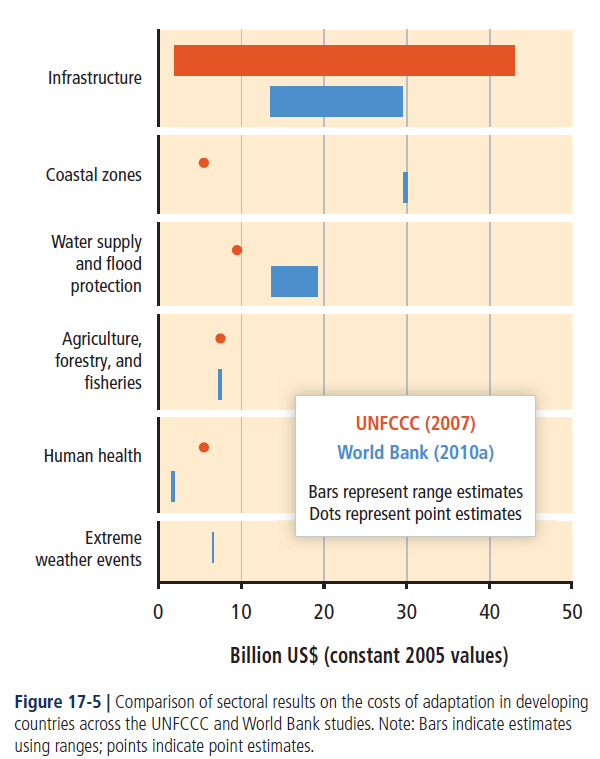 Infrastructure
Coastal zones
Water supply
and flood
protection
Agriculture,
forestry, and
fisheries
Human health
Extreme
weather events
UNFCCC (2007)
World Bank (2010a)
Bars represent range estimates
Dots represent point estimates
0 10 20 30 40 50
Billion US$ (constant 2005 values)
Figure 17-5 | Comparison of sectoral results on the costs of adaptation in developing
countries across the UNFCCC and World Bank studies. Note: Bars indicate estimates
using ranges; points indicate point estimates.